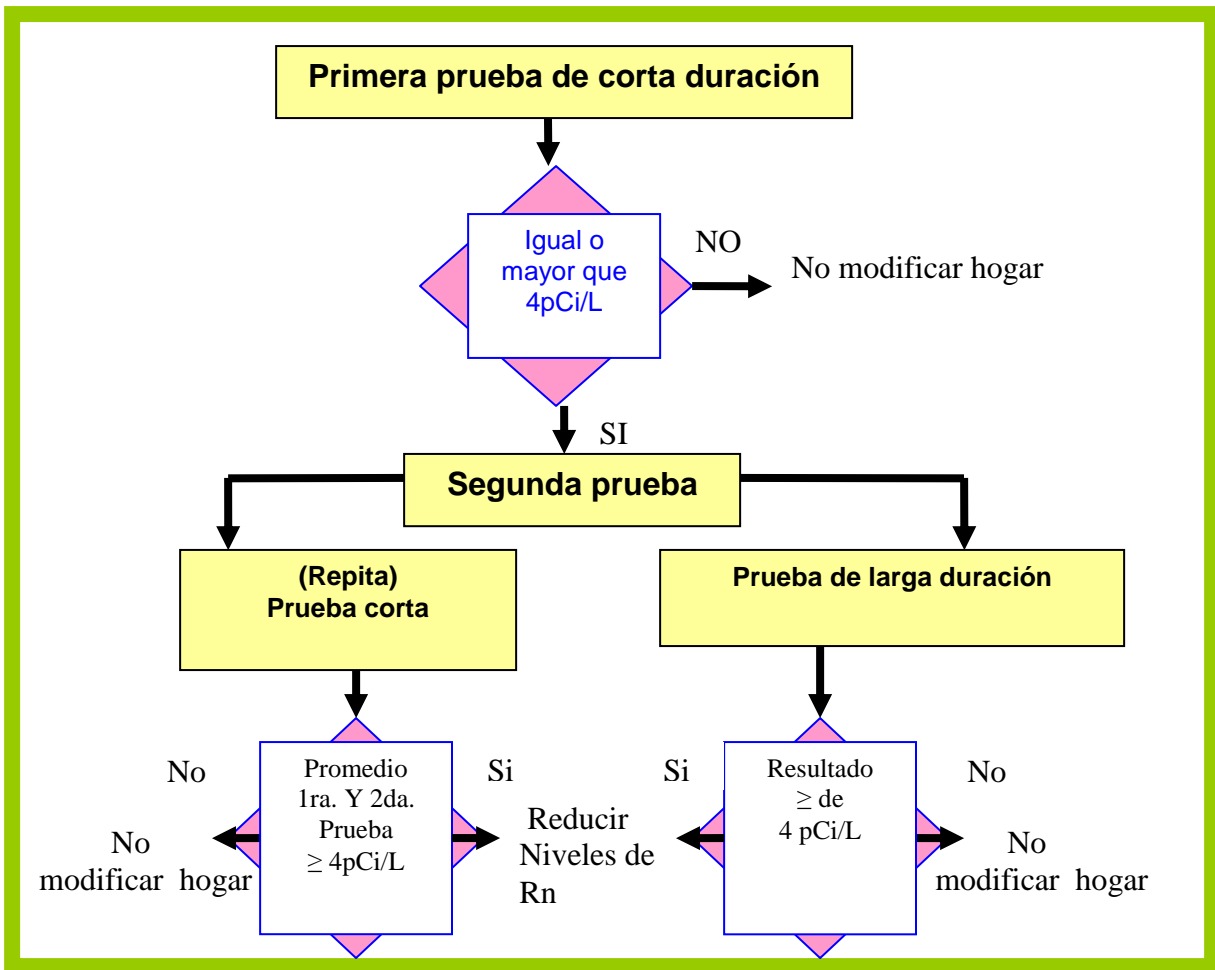 Primera prueba de corta duración
Igual o
mayor que
4pCi/L
NO
No modificar hogar
SI
Segunda prueba
(Repita)
Prueba corta
Prueba de larga duración
No
Promedio
1ra. Y 2da.
Prueba
≥ 4pCi/L
Si
No
modificar hogar
Reducir
Niveles de
Rn
Si
Resultado
≥ de
4 pCi/L
No
No
modificar hogar